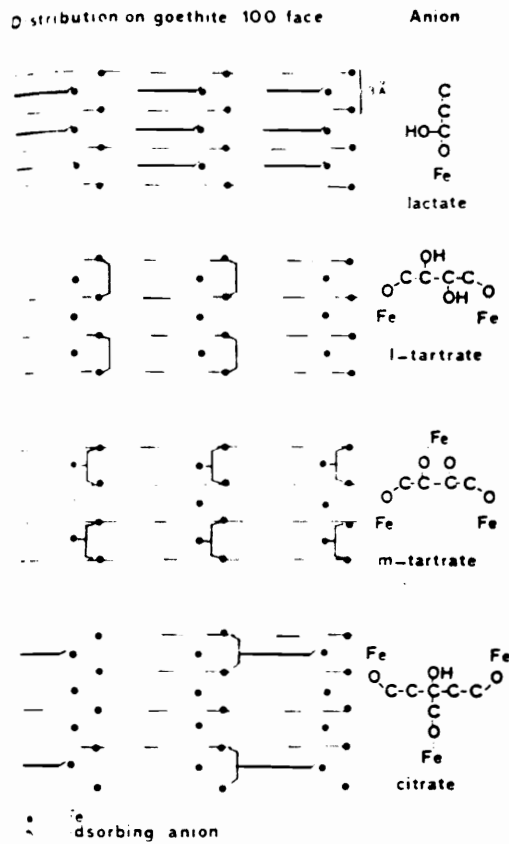 D stribution on goethite 100 face Anion
3 Å
C
C
HO-C
O
Fe
lactate
OH
C-C-C-C
O OH O
Fe Fe
l-tartrate
Fe
O O
C-C-C-C
O O
Fe Fe
m-tartrate
Fe OH Fe
O C-C-C-C-C O
C
O
Fe
citrate
• e
dsorbing anion